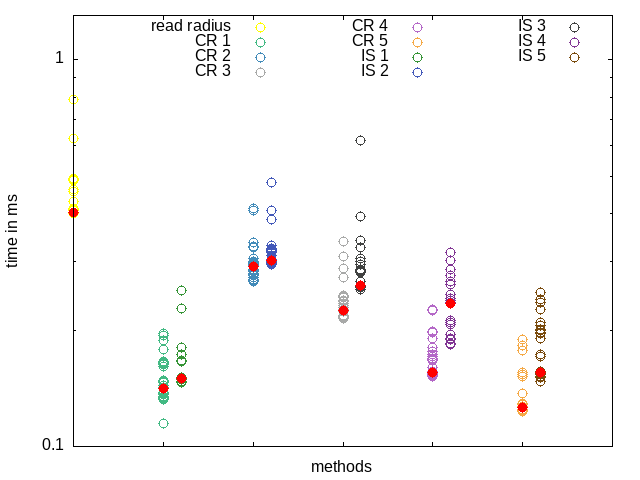 read radius
CR 1
CR 2
CR 3
CR 4
CR 5
IS 1
IS 2
IS 3
IS 4
IS 5
1
time in ms
0.1
methods